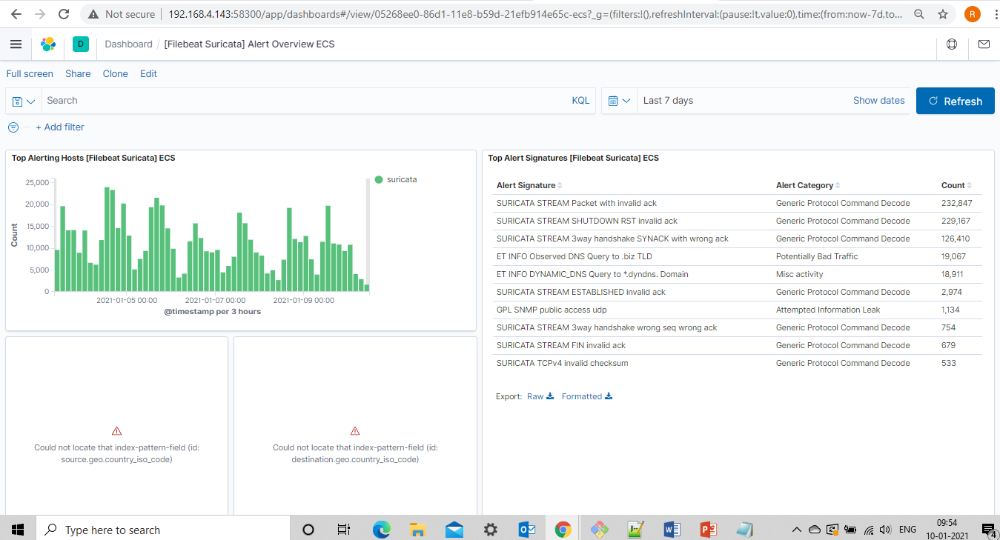 Not secure
192.168.4.143:58300/app/dashboards#/view/05268ee0-86d1-11e8-b59d-21efb914e65c-ecs?_g=(filters:!(),refreshInterval:(pause:!t,value:0),time:(from:now-7d,to...
R
D
Dashboard / [Filebeat Suricata] Alert Overview ECS
Full screen Share Clone Edit
Search
KQL
Last 7 days
Show dates
Refresh
+ Add filter
Top Alerting Hosts [Filebeat Suricata] ECS
suricata
25,000
20,000
15,000
10,000
5,000
0
Count
2021-01-05 00:00 2021-01-07 00:00 2021-01-09 00:00
@timestamp per 3 hours
Top Alert Signatures [Filebeat Suricata] ECS
Alert Signature Alert Category Count
SURICATA STREAM Packet with invalid ack Generic Protocol Command Decode 232,847
SURICATA STREAM SHUTDOWN RST invalid ack Generic Protocol Command Decode 229,167
SURICATA STREAM 3way handshake SYNACK with wrong ack Generic Protocol Command Decode 126,410
ET INFO Observed DNS Query to .biz TLD Potentially Bad Traffic 19,067
ET INFO DYNAMIC_DNS Query to *.dyndns. Domain Misc activity 18,911
SURICATA STREAM ESTABLISHED invalid ack Generic Protocol Command Decode 2,974
GPL SNMP public access udp Attempted Information Leak 1,134
SURICATA STREAM 3way handshake wrong seq wrong ack Generic Protocol Command Decode 754
SURICATA STREAM FIN invalid ack Generic Protocol Command Decode 679
SURICATA TCPv4 invalid checksum Generic Protocol Command Decode 533
Export: Raw Formatted
Could not locate that index-pattern-field (id:
source.geo.country_iso_code)
Could not locate that index-pattern-field (id:
destination.geo.country_iso_code)
Type here to search
ENG
09:54
10-01-2021
4